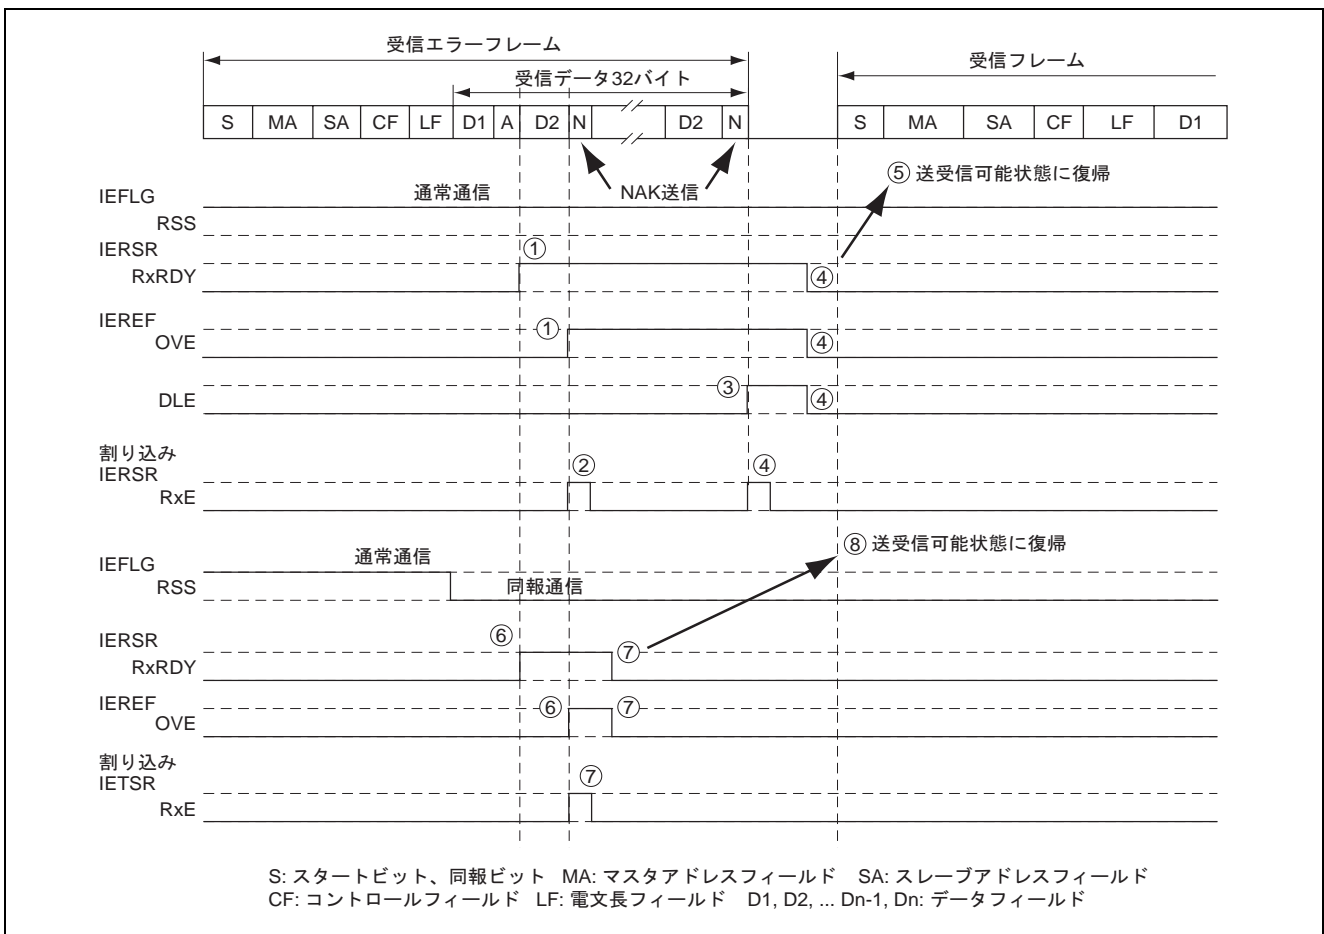 受信エラーフレーム
受信フレーム
受信データ32バイト
S MA SA CF LF D1 A D2 N D2 N S MA SA CF LF D1
⑤ 送受信可能状態に復帰
通常通信 NAK送信
IEFLG
RSS
IERSR ①
RxRDY ④
IEREF ①
OVE ④
③
DLE ④
割り込み
IERSR ② ④
RxE
⑧ 送受信可能状態に復帰
通常通信
IEFLG
RSS 同報通信
IERSR ⑥ ⑦
RxRDY
IEREF ⑥ ⑦
OVE
割り込み
IETSR ⑦
RxE
S: スタートビット、同報ビット MA: マスタアドレスフィールド SA: スレーブアドレスフィールド
CF: コントロールフィールド LF: 電文長フィールド D1, D2, ... Dn-1, Dn: データフィールド